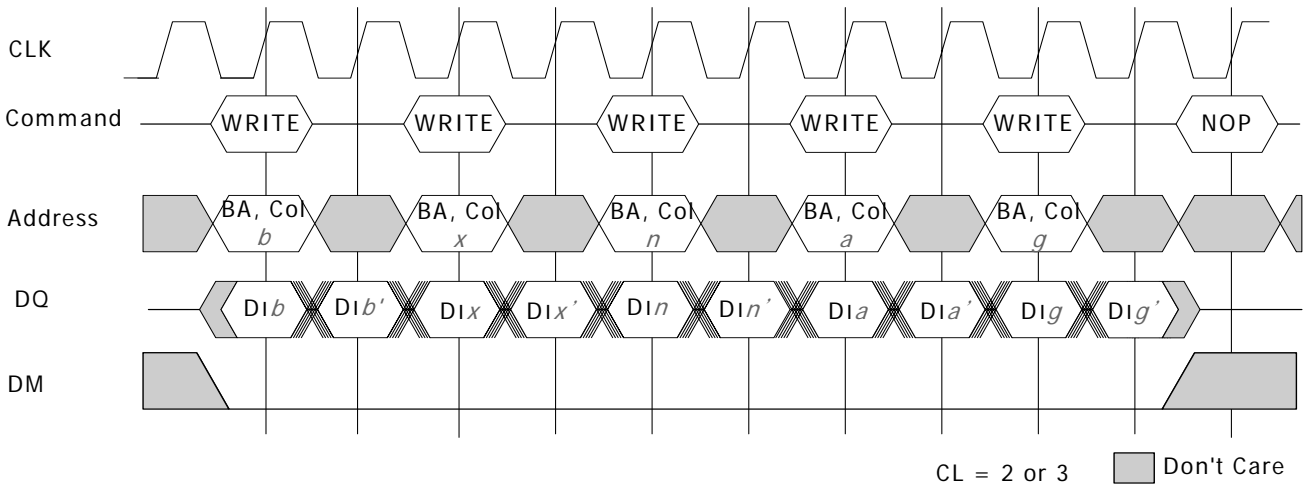 CLK
Command WRITE WRITE WRITE WRITE WRITE NOP
Address BA, Col BA, Col BA, Col BA, Col BA, Col
b x n a g
DQ DIb DIb' DIx DIx’ DIn DIn’ DIa DIa’ DIg DIg’
DM
CL = 2 or 3 Don't Care